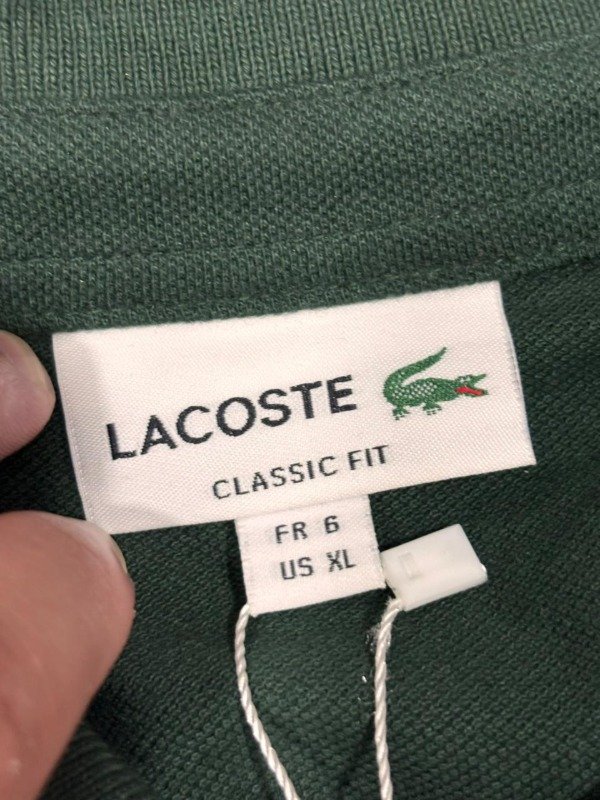 LACOSTE
CLASSIC FIT
FR 6
US XL